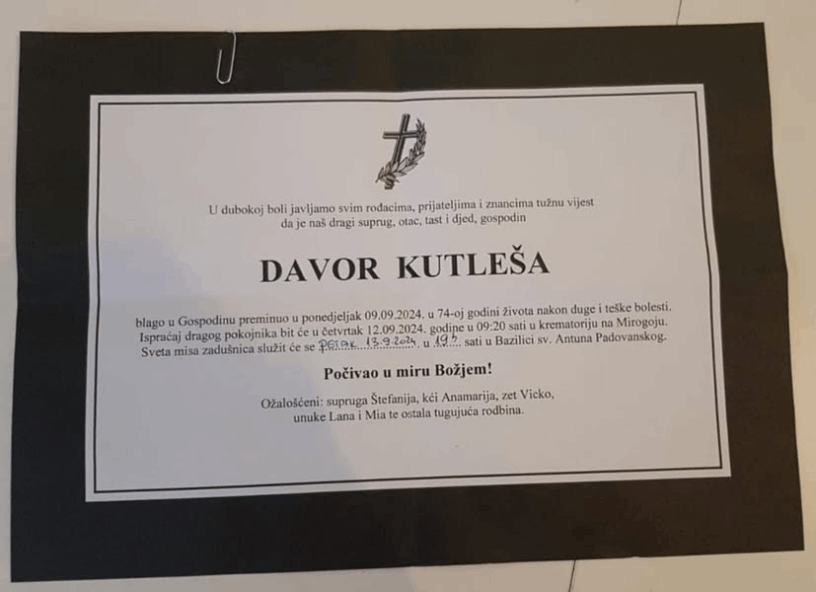 U dubokoj boli javljamo svim rođacima, prijateljima i znancima tužnu vijest
da je naš dragi suprug, otac, tast i djed, gospodin
DAVOR KUTLEŠA
blago u Gospodinu preminuo u ponedjeljak 09.09.2024. u 74-oj godini života nakon duge i teške bolesti.
Ispraćaj dragog pokojnika bit će u četvrtak 12.09.2024. godine u 09:20 sati u krematoriju na Mirogoju.
Sveta misa zadušnica služit će se PETAK 13.9.2024. u sati u Bazilici sv. Antuna Padovanskog.
Počivao u miru Božjem!
Ožalošćeni: supruga Štefanija, kći Anamarija, zet Vicko,
unuke Lana i Mia te ostala tugujuća rodbina.